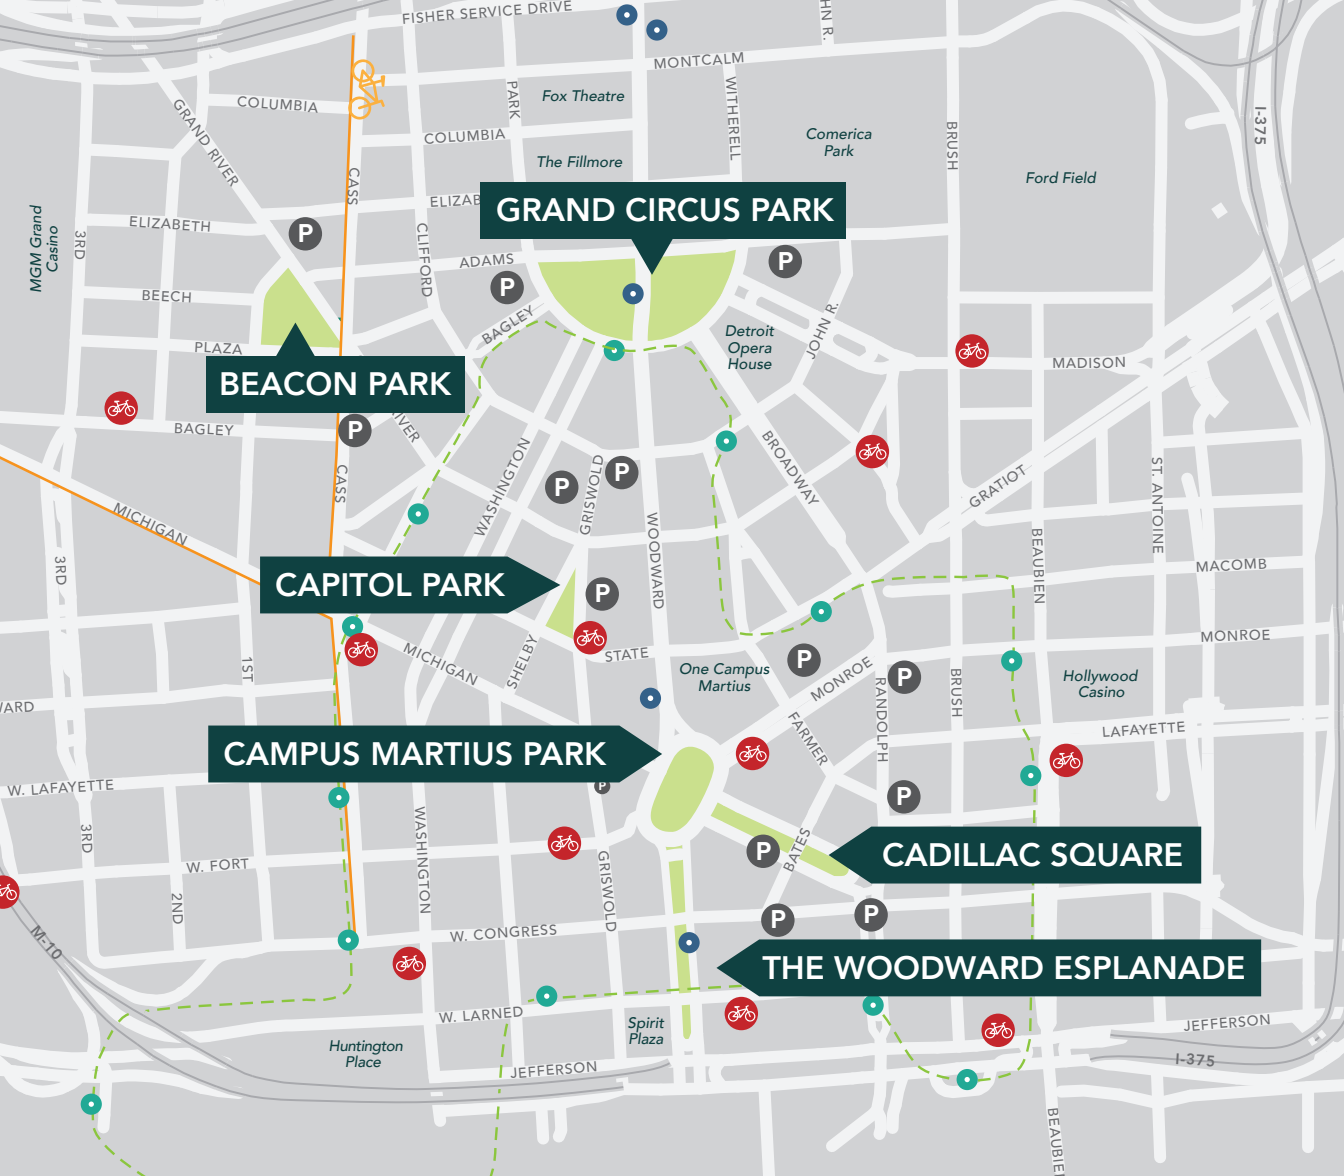 FISHER SERVICE DRIVE
HN R.
MONTCALM
PARK
Fox Theatre
WITHERELL
COLUMBIA
GRAND RIVER
COLUMBIA
Comerica
Park
BRUSH
I-375
The Fillmore
CASS
Ford Field
ELIZAB
GRAND CIRCUS PARK
MGM Grand
Casino
3RD
ELIZABETH
P
CLIFFORD
ADAMS
P
P
BEECH
BAGLEY
Detroit
Opera
House
JOHN R.
PLAZA
MADISON
BEACON PARK
BAGLEY
P
IVER
CASS
WASHINGTON
P
GRISWOLD
P
BROADWAY
GRATIOT
ST. ANTOINE
MICHIGAN
WOODWARD
BEAUBIEN
3RD
CAPITOL PARK
P
MACOMB
MONROE
1ST
MICHIGAN
SHELBY
STATE
One Campus
Martius
P
MONROE
P
RANDOLPH
BRUSH
Hollywood
Casino
WARD
FARMER
LAFAYETTE
CAMPUS MARTIUS PARK
W. LAFAYETTE
P
P
3RD
WASHINGTON
BATES
P
CADILLAC SQUARE
W. FORT
GRISWOLD
2ND
P
P
M-10
W. CONGRESS
THE WOODWARD ESPLANADE
W. LARNED
Spirit
Plaza
JEFFERSON
Huntington
Place
JEFFERSON
I-375
BEAUBIEN